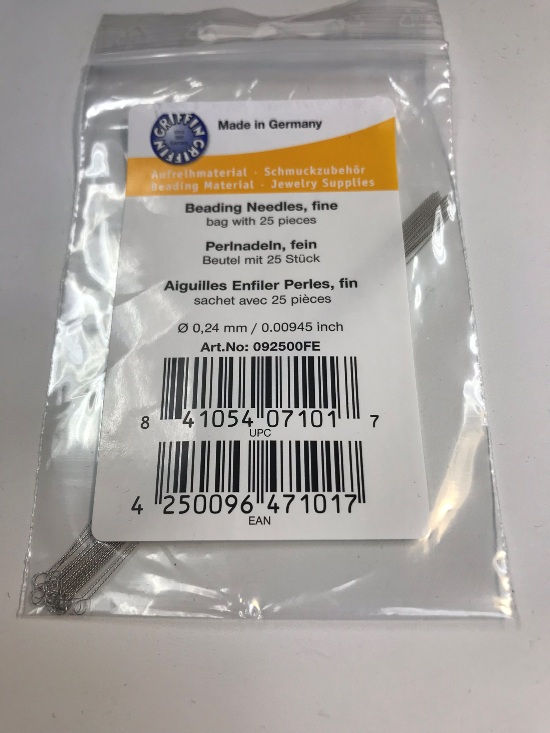 GRIFFIN GRIFFIN
Made in Germany
Aufreihmaterial · Schmuckzubehör
Beading Material · Jewelry Supplies
Beading Needles, fine
bag with 25 pieces
Perlnadeln, fein
Beutel mit 25 Stück
Aiguilles Enfiler Perles, fin
sachet avec 25 pièces
Ø 0,24 mm / 0.00945 inch
Art.No: 092500FE
8 41054 07101 7
UPC
4 250096 471017
EAN